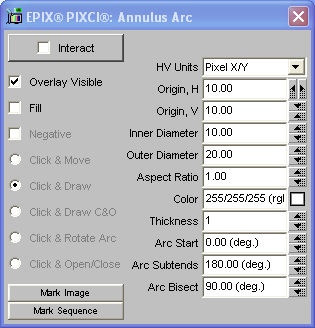 EPIX® PIXCI®: Annulus Arc
Interact
Overlay Visible
Fill
Negative
Click & Move
Click & Draw
Click & Draw C&O
Click & Rotate Arc
Click & Open/Close
Mark Image
Mark Sequence
HV Units Pixel X/Y
Origin, H 10.00
Origin, V 10.00
Inner Diameter 10.00
Outer Diameter 20.00
Aspect Ratio 1.00
Color 255/255/255 (rgl
Thickness 1
Arc Start 0.00 (deg.)
Arc Subtends 180.00 (deg.)
Arc Bisect 90.00 (deg.)